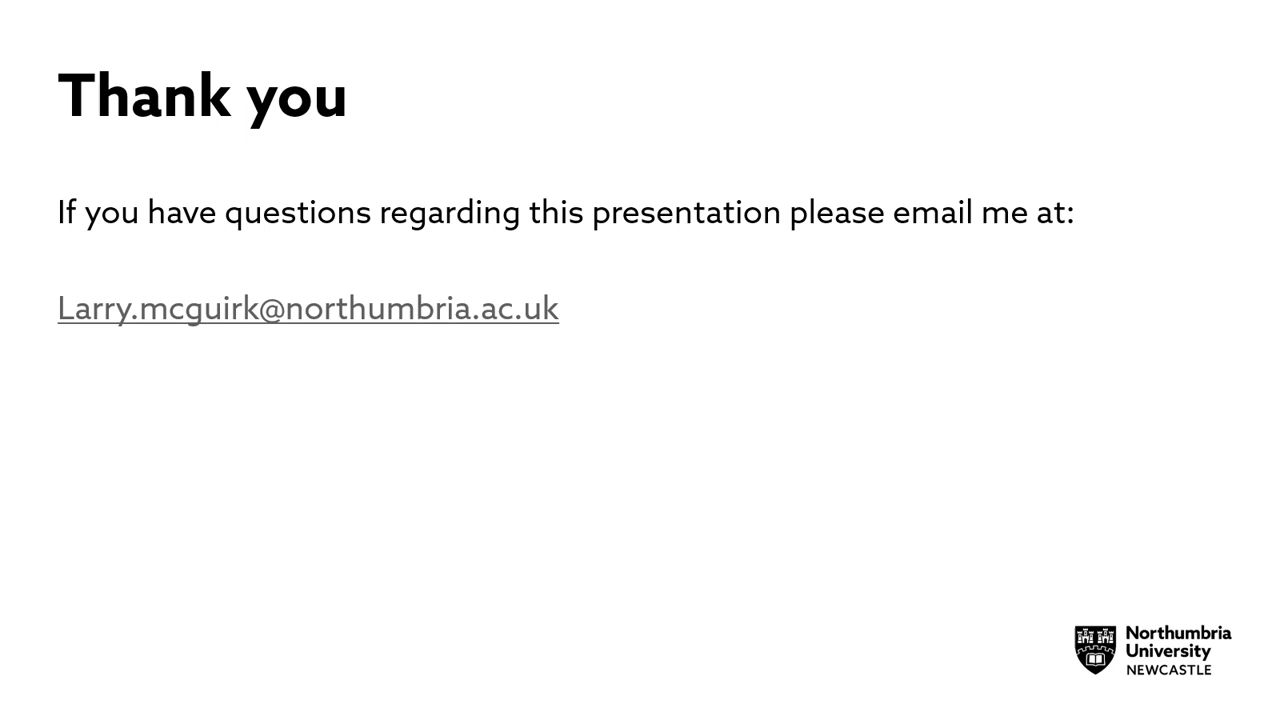 Thank you
If you have questions regarding this presentation please email me at:
Larry.mcguirk@northumbria.ac.uk
Northumbria
University
NEWCASTLE